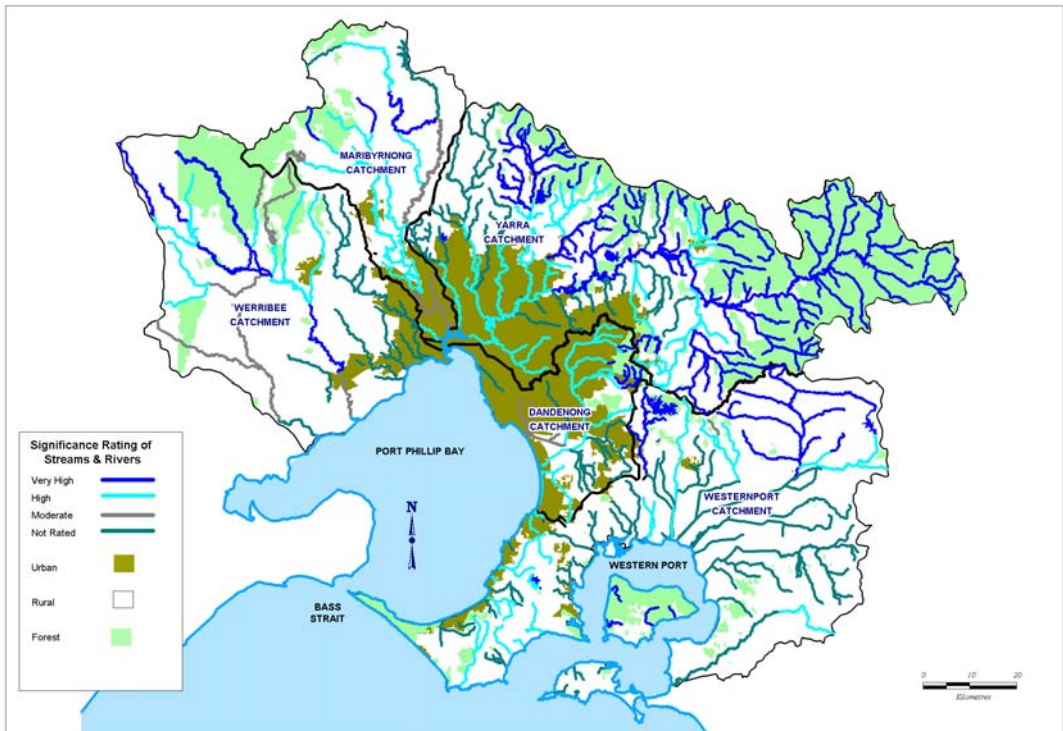 MARIBYRNONG
CATCHMENT
YARRA
CATCHMENT
WERRIBEE
CATCHMENT
DANDENONG
CATCHMENT
PORT PHILLIP BAY
WESTERNPORT
CATCHMENT
N
WESTERN PORT
BASS
STRAIT
Significance Rating of
Streams & Rivers
Very High
High
Moderate
Not Rated
Urban
Rural
Forest
0 10 20
Kilometres